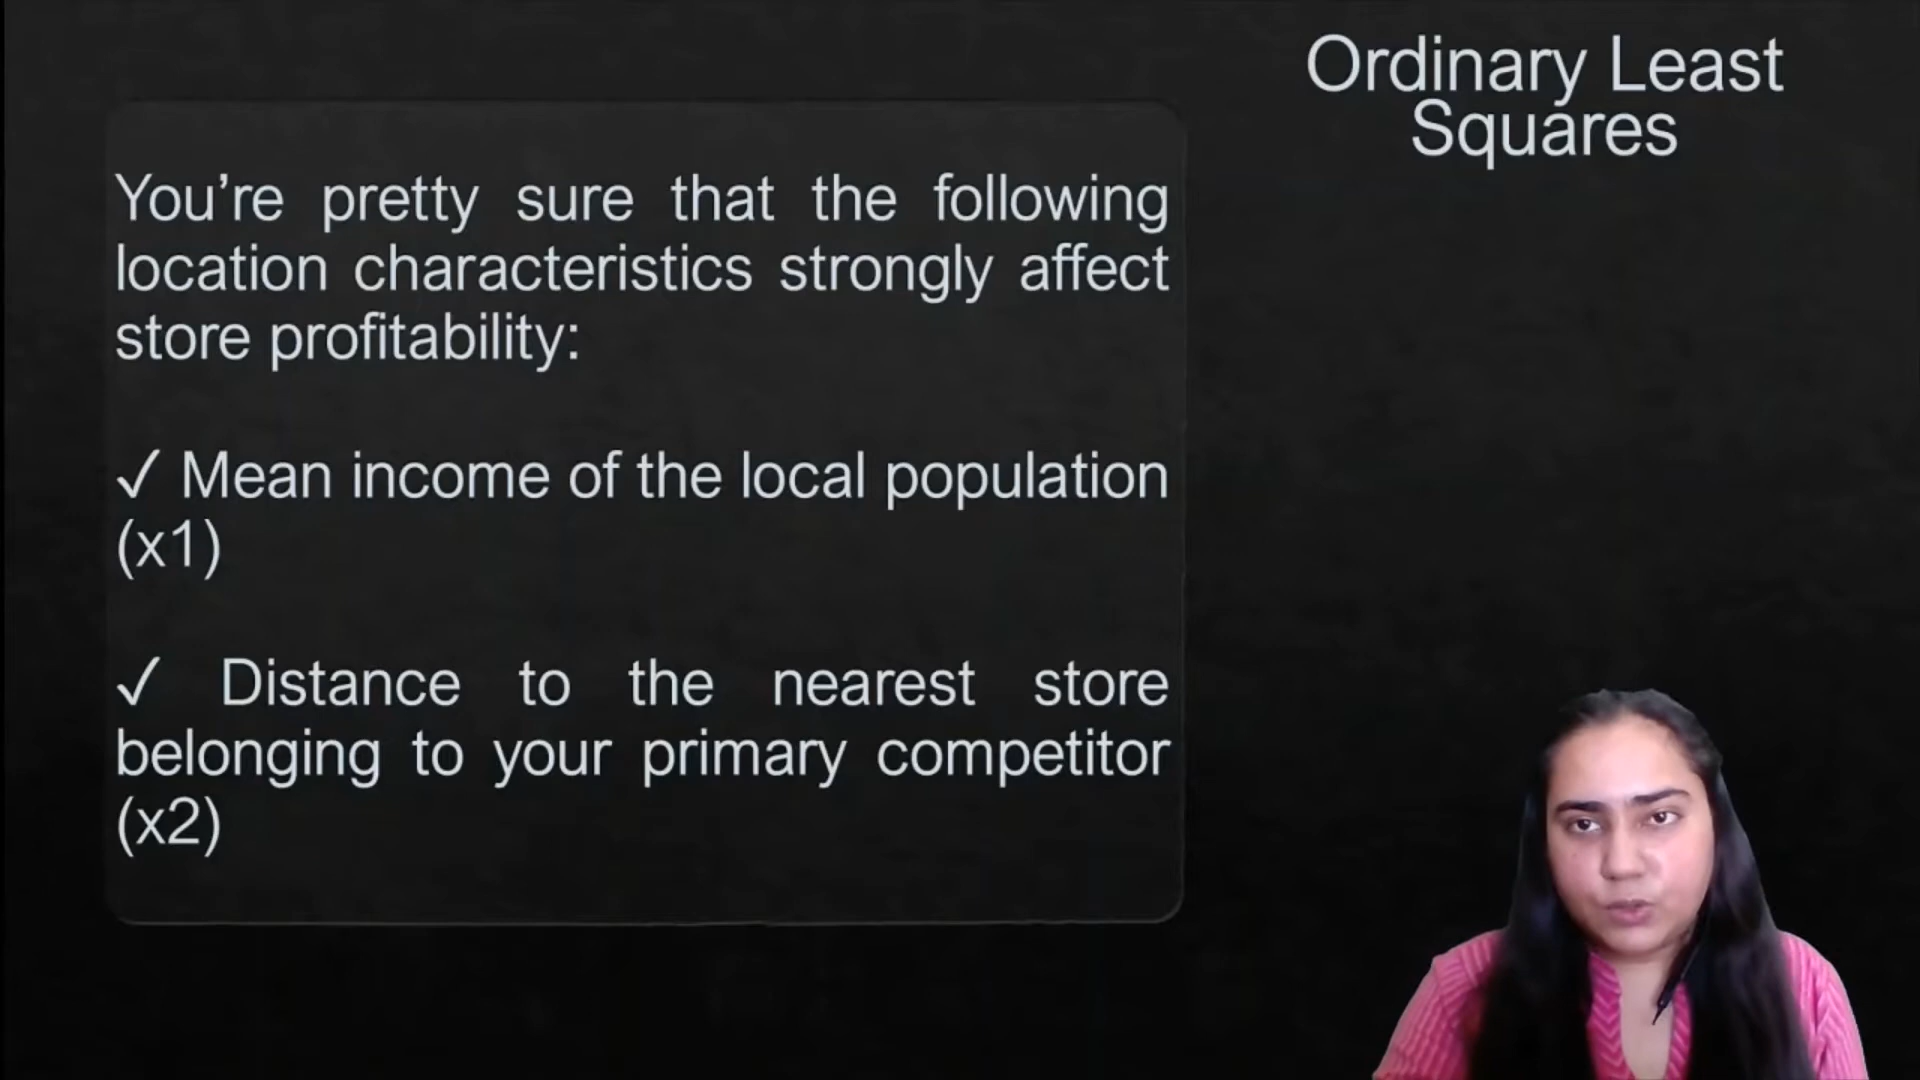 Ordinary Least
Squares
You’re pretty sure that the following
location characteristics strongly affect
store profitability:
✓ Mean income of the local population
(x1)
✓ Distance to the nearest store
belonging to your primary competitor
(x2)